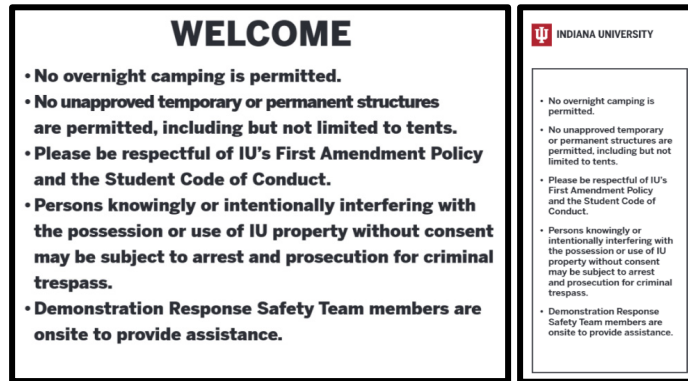 WELCOME
• No overnight camping is permitted.
• No unapproved temporary or permanent structures
are permitted, including but not limited to tents.
• Please be respectful of IU's First Amendment Policy
and the Student Code of Conduct.
• Persons knowingly or intentionally interfering with
the possession or use of IU property without consent
may be subject to arrest and prosecution for criminal
trespass.
• Demonstration Response Safety Team members are
onsite to provide assistance.
INDIANA UNIVERSITY
• No overnight camping is
permitted.
• No unapproved temporary
or permanent structures are
permitted, including but not
limited to tents.
• Please be respectful of IU's
First Amendment Policy
and the Student Code of
Conduct.
• Persons knowingly or
intentionally interfering with
the possession or use of IU
property without consent
may be subject to arrest
and prosecution for criminal
trespass.
• Demonstration Response
Safety Team members are
onsite to provide assistance.